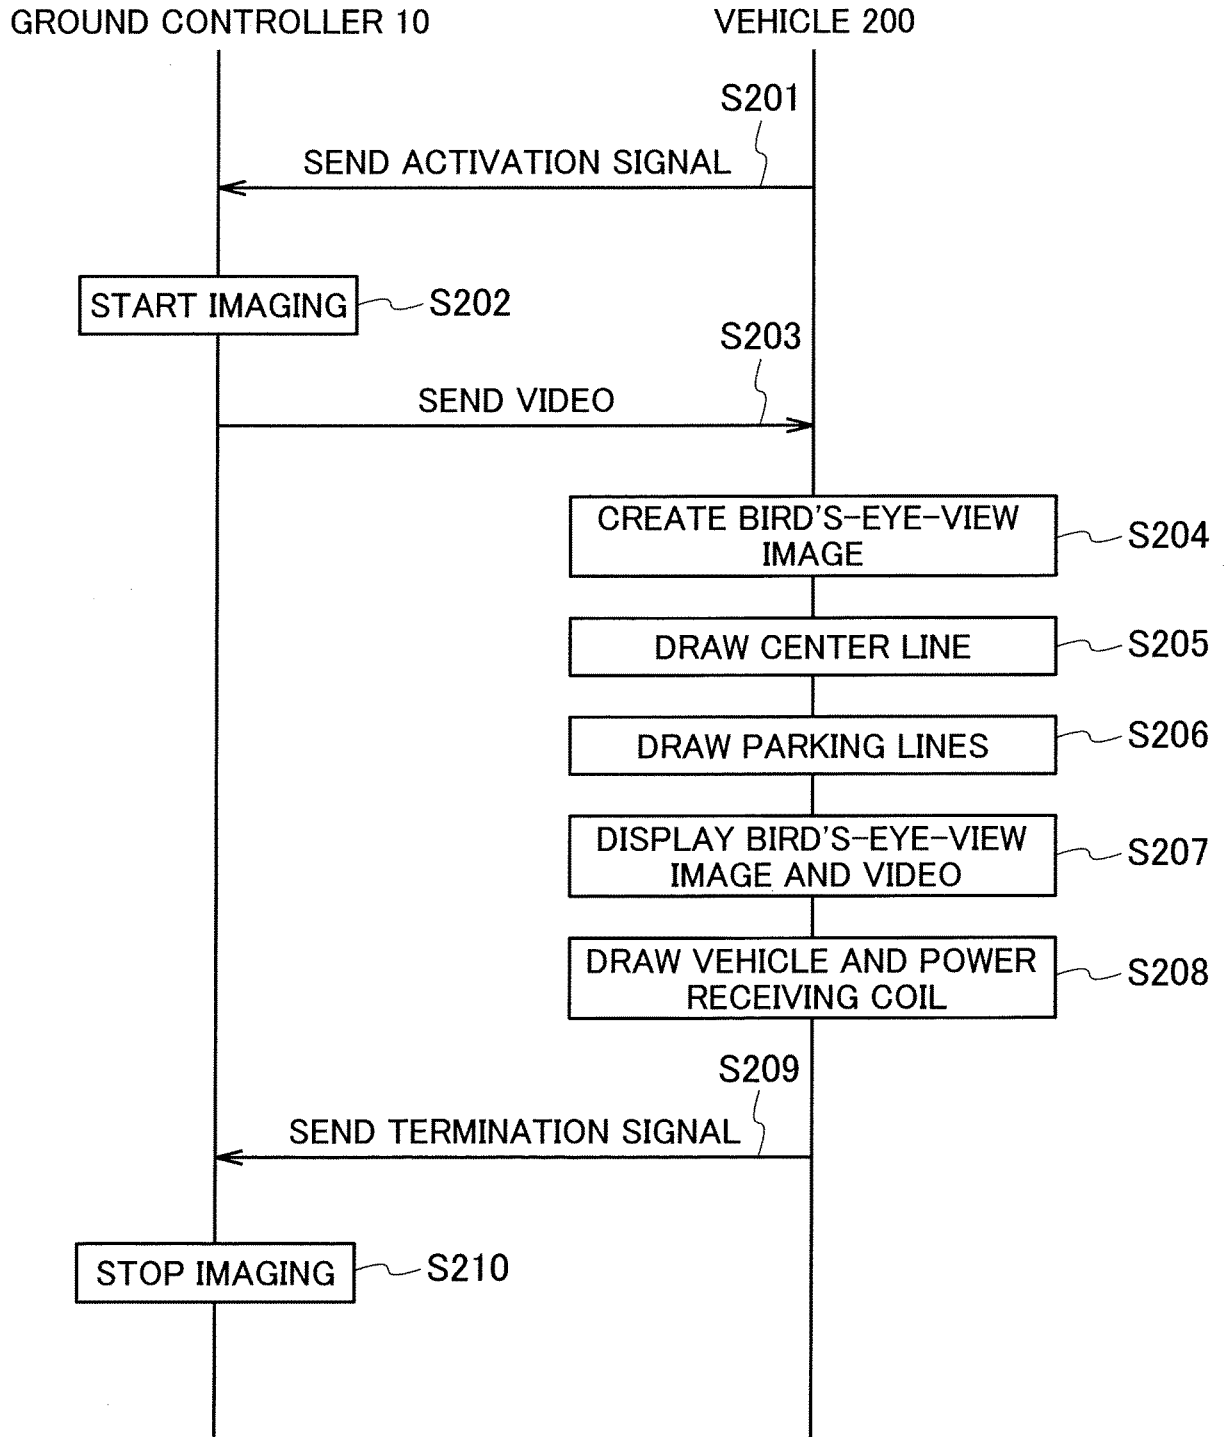 GROUND CONTROLLER 10
VEHICLE 200
S201
SEND ACTIVATION SIGNAL
START IMAGING
S202
S203
SEND VIDEO
CREATE BIRD'S-EYE-VIEW
IMAGE
S204
DRAW CENTER LINE
S205
DRAW PARKING LINES
S206
DISPLAY BIRD'S-EYE-VIEW
IMAGE AND VIDEO
S207
DRAW VEHICLE AND POWER
RECEIVING COIL
S208
S209
SEND TERMINATION SIGNAL
STOP IMAGING
S210